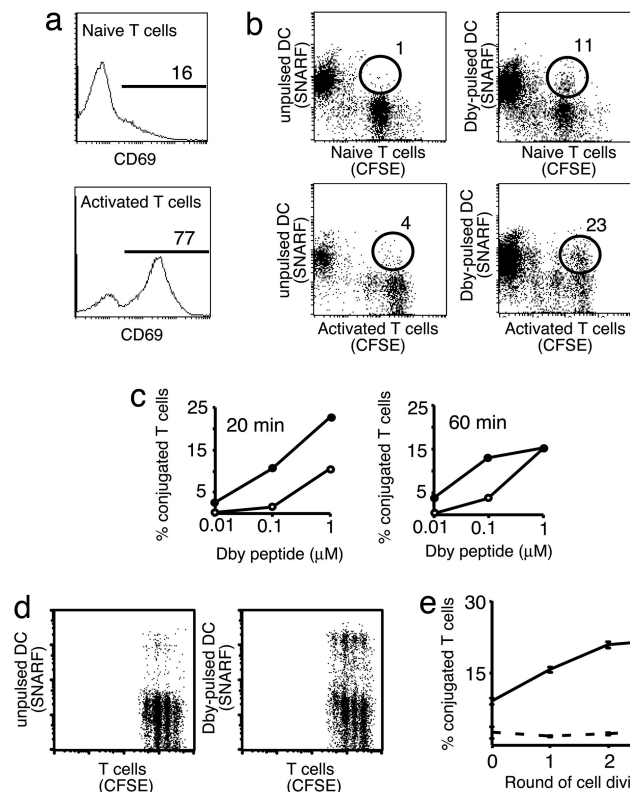 a
Naive T cells
16
CD69
Activated T cells
77
CD69
b
unpulsed DC
(SNARF)
1
Naive T cells
(CFSE)
Dby-pulsed DC
(SNARF)
11
Naive T cells
(CFSE)
unpulsed DC
(SNARF)
4
Activated T cells
(CFSE)
Dby-pulsed DC
(SNARF)
23
Activated T cells
(CFSE)
c
% conjugated T cells
25
15
5
20 min
0.01
0.1
1
Dby peptide (µM)
% conjugated T cells
25
15
5
60 min
0.01
0.1
1
Dby peptide (µM)
d
unpulsed DC
(SNARF)
T cells
(CFSE)
Dby-pulsed DC
(SNARF)
T cells
(CFSE)
e
% conjugated T cells
30
15
0
1
2
Round of cell divi